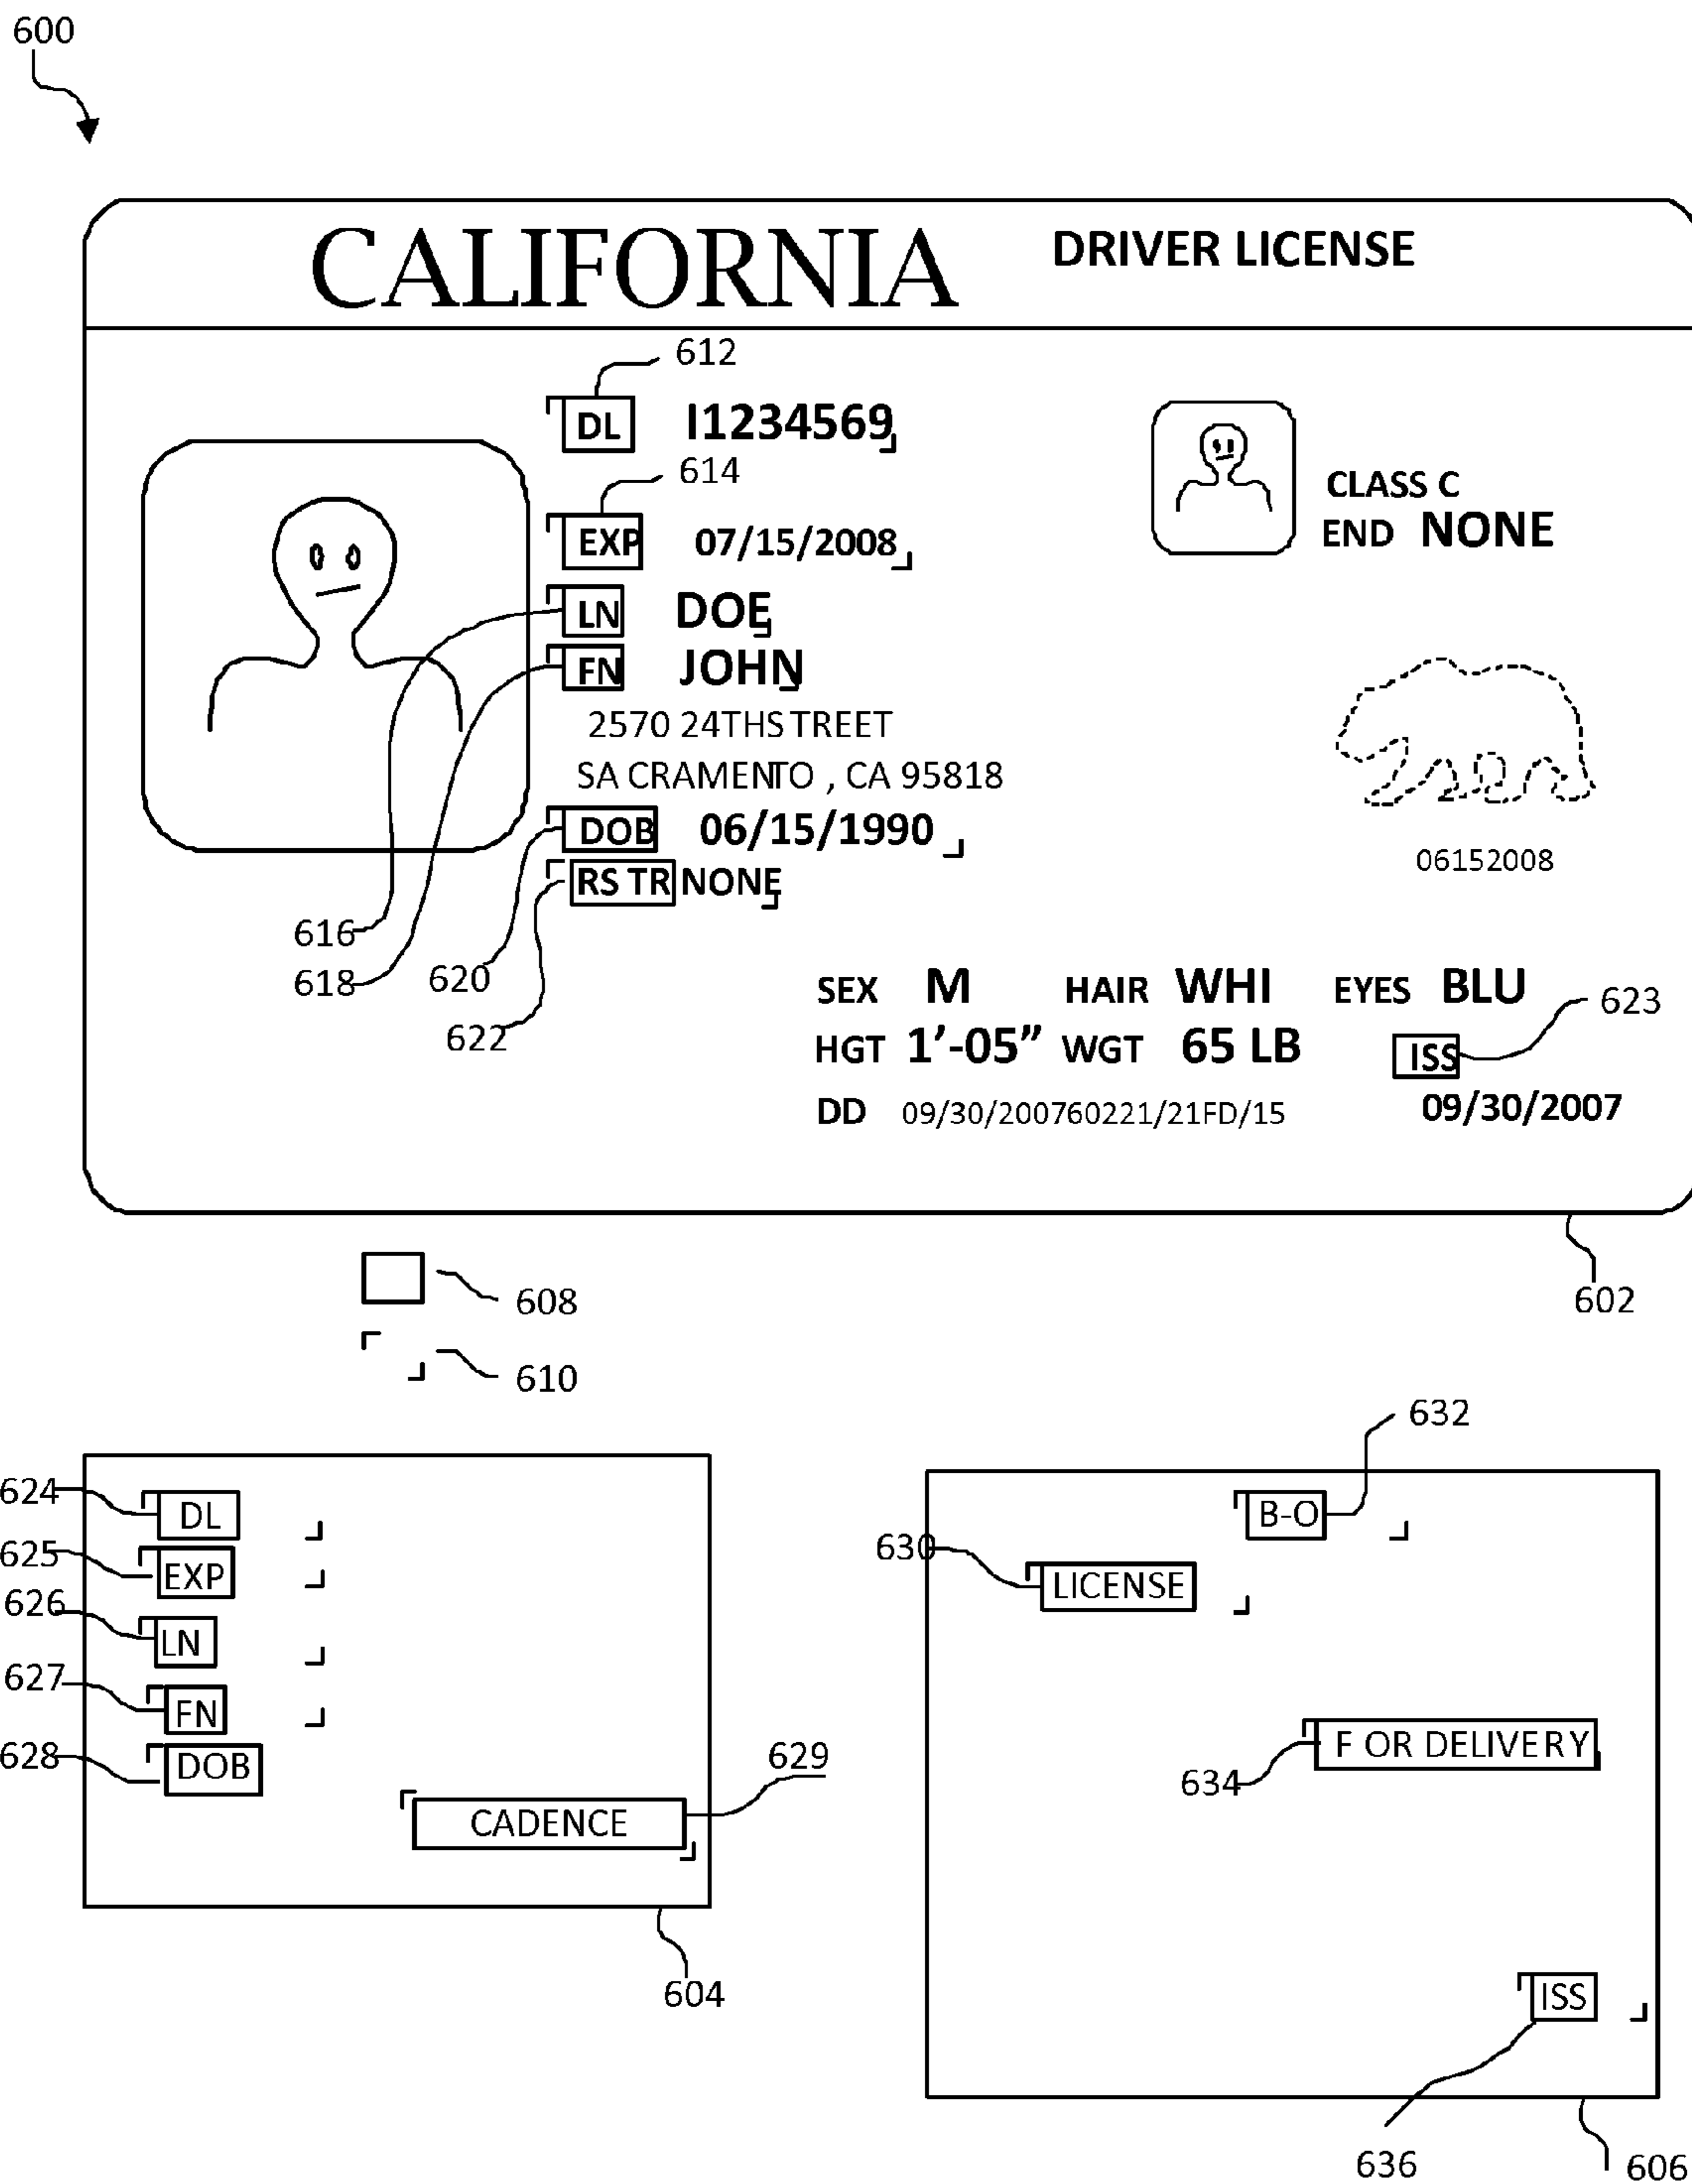 600
CALIFORNIA DRIVER LICENSE
612
DL I1234569
614
EXP 07/15/2008
CLASS C
END NONE
LN DOE
FN JOHN
2570 24THSTREET
SA CRAMENTO , CA 95818
DOB 06/15/1990
06152008
RS TR NONE
616
618
620
622
SEX M HAIR WHI EYES BLU
623
HGT 1'-05” WGT 65 LB ISS
DD 09/30/200760221/21FD/15 09/30/2007
602
608
610
632
624 DL
B-O
625 EXP
630 LICENSE
626 LN
627 FN
628 DOB
F OR DELIVERY
634
629
CADENCE
604
ISS
636
606